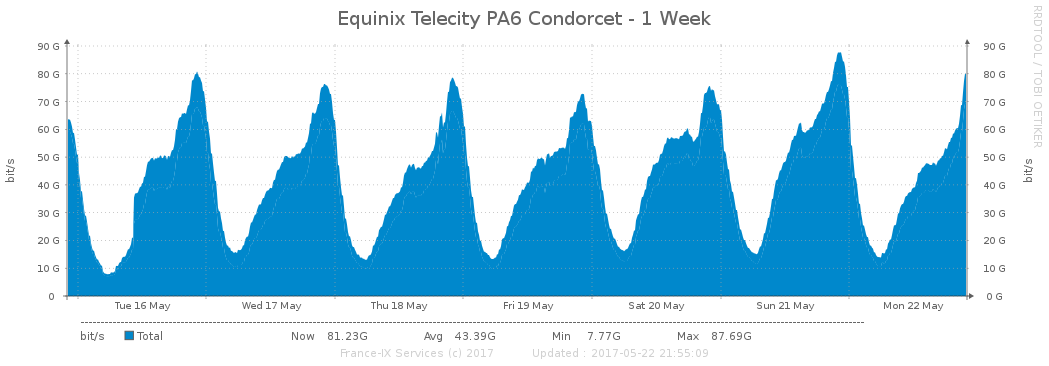 Equinix Telecity PA6 Condorcet - 1 Week
RRDTOOL / TOBI OETIKER
90 G 90 G
80 G 80 G
70 G 70 G
60 G 60 G
50 G 50 G
40 G 40 G
30 G 30 G
20 G 20 G
10 G 10 G
0 0 G
bit/s
bit/s
Tue 16 May Wed 17 May Thu 18 May Fri 19 May Sat 20 May Sun 21 May Mon 22 May
bit/s Total Now 81.23G Avg 43.39G Min 7.77G Max 87.69G
France-IX Services (c) 2017 Updated : 2017-05-22 21:55:09